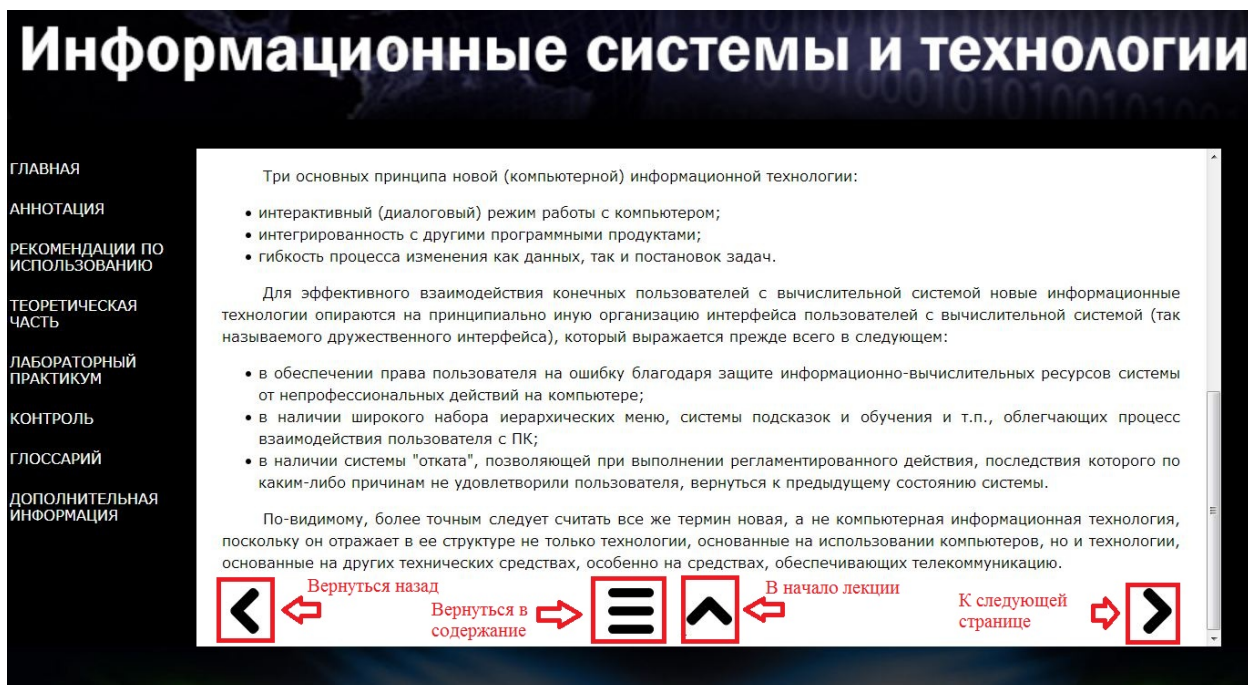 Информационные системы и технологии
ГЛАВНАЯ
АННОТАЦИЯ
РЕКОМЕНДАЦИИ ПО
ИСПОЛЬЗОВАНИЮ
ТЕОРЕТИЧЕСКАЯ
ЧАСТЬ
ЛАБОРАТОРНЫЙ
ПРАКТИКУМ
КОНТРОЛЬ
ГЛОССАРИЙ
ДОПОЛНИТЕЛЬНАЯ
ИНФОРМАЦИЯ
Три основных принципа новой (компьютерной) информационной технологии:
• интерактивный (диалоговый) режим работы с компьютером;
• интегрированность с другими программными продуктами;
• гибкость процесса изменения как данных, так и постановок задач.
Для эффективного взаимодействия конечных пользователей с вычислительной системой новые информационные
технологии опираются на принципиально иную организацию интерфейса пользователей с вычислительной системой (так
называемого дружественного интерфейса), который выражается прежде всего в следующем:
• в обеспечении права пользователя на ошибку благодаря защите информационно-вычислительных ресурсов системы
от непрофессиональных действий на компьютере;
• в наличии широкого набора иерархических меню, системы подсказок и обучения и т.п., облегчающих процесс
взаимодействия пользователя с ПК;
• в наличии системы "отката", позволяющей при выполнении регламентированного действия, последствия которого по
каким-либо причинам не удовлетворили пользователя, вернуться к предыдущему состоянию системы.
По-видимому, более точным следует считать все же термин новая, а не компьютерная информационная технология,
поскольку он отражает в ее структуре не только технологии, основанные на использовании компьютеров, но и технологии,
основанные на других технических средствах, особенно на средствах, обеспечивающих телекоммуникацию.
Вернуться назад
Вернуться в
содержание
В начало лекции
К следующей
странице